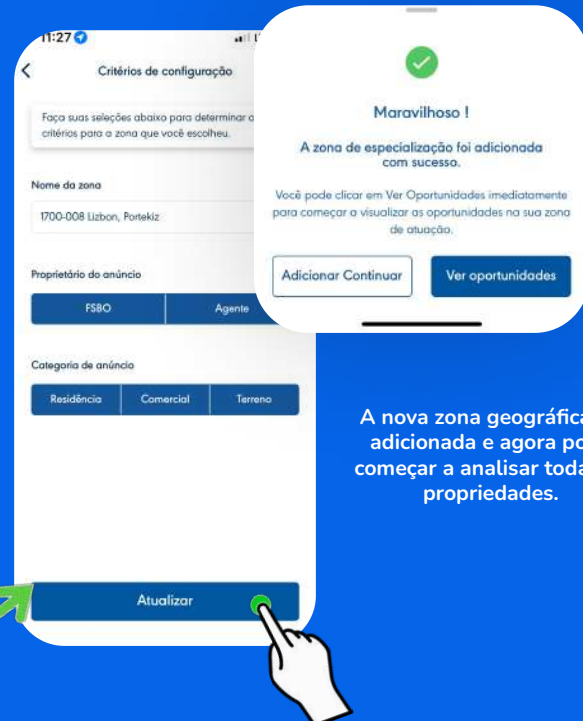 11:27
Critérios de configuração
Faça suas seleções abaixo para determinar
critérios para a zona que você escolheu.
Nome da zona
1700-008 Lizbon, Portekiz
Proprietário do anúncio
FSBO
Agente
Categoria de anúncio
Residência
Comercial
Terreno
Atualizar
Maravilhoso !
A zona de especialização foi adicionada
com sucesso.
Você pode clicar em Ver Oportunidades imediatamente
para começar a visualizar as oportunidades na sua zona
de atuação.
Adicionar Continuar
Ver oportunidades
A nova zona geográfica
adicionada e agora
começar a analisar
propriedades.